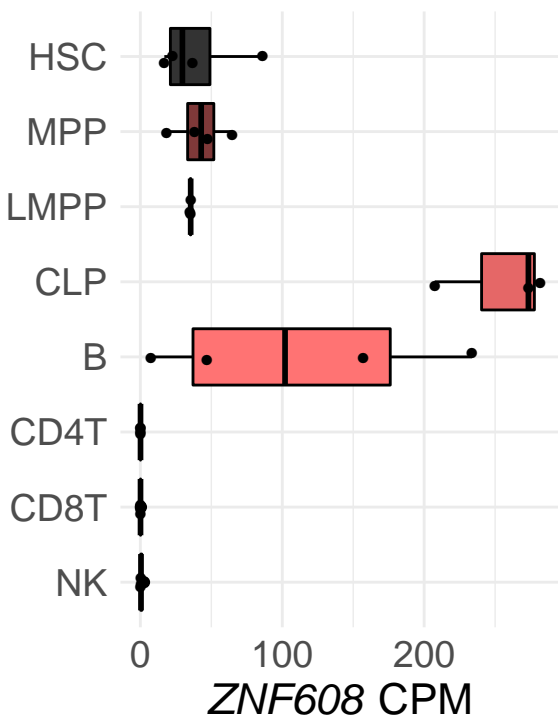 HSC
MPP
LMPP
CLP
B
CD4T
CD8T
NK
0 100 200
ZNF608 CPM